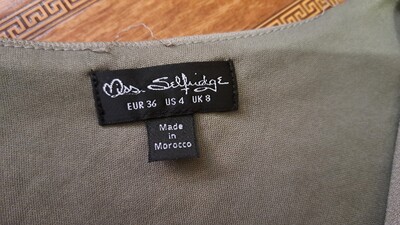 Miss Selfridge
EUR 36 US 4 UK 8
Made
in
Morocco